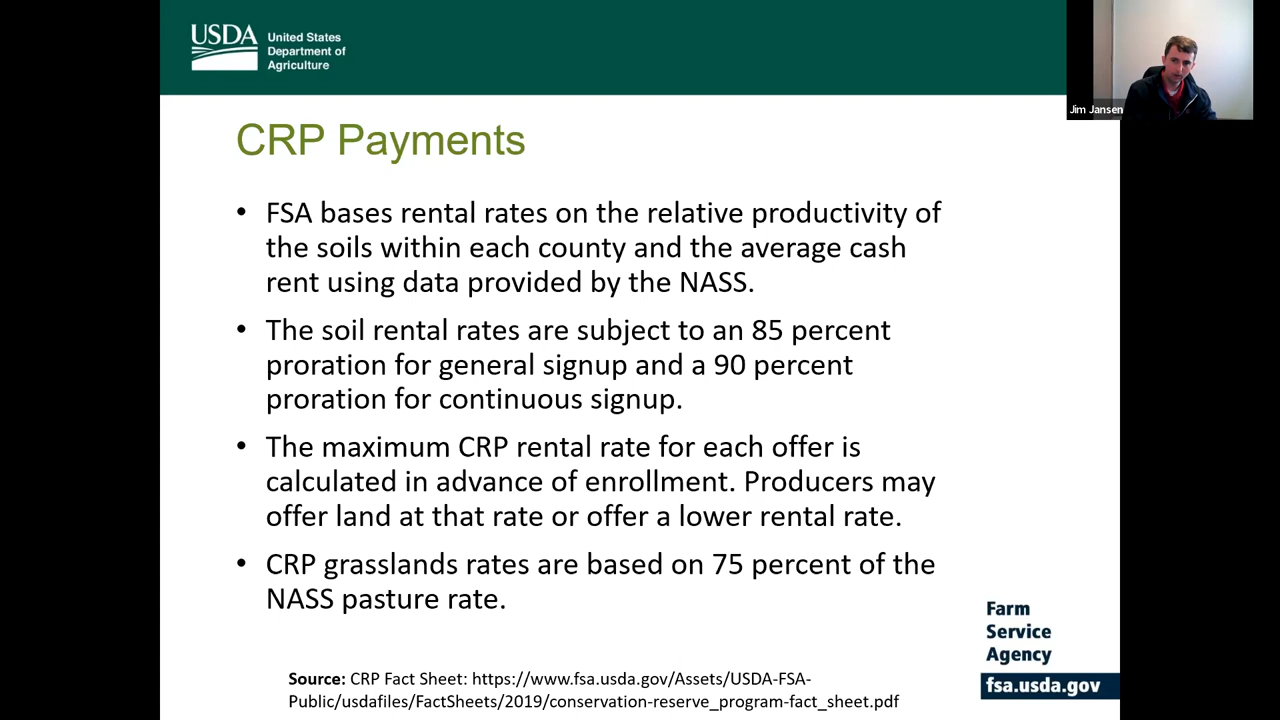 USDA United States
Department of
Agriculture
Jim Jansen
CRP Payments
• FSA bases rental rates on the relative productivity of
the soils within each county and the average cash
rent using data provided by the NASS.
• The soil rental rates are subject to an 85 percent
proration for general signup and a 90 percent
proration for continuous signup.
• The maximum CRP rental rate for each offer is
calculated in advance of enrollment. Producers may
offer land at that rate or offer a lower rental rate.
• CRP grasslands rates are based on 75 percent of the
NASS pasture rate.
Farm
Service
Agency
fsa.usda.gov
Source: CRP Fact Sheet: https://www.fsa.usda.gov/Assets/USDA-FSA-
Public/usdafiles/FactSheets/2019/conservation-reserve_program-fact_sheet.pdf